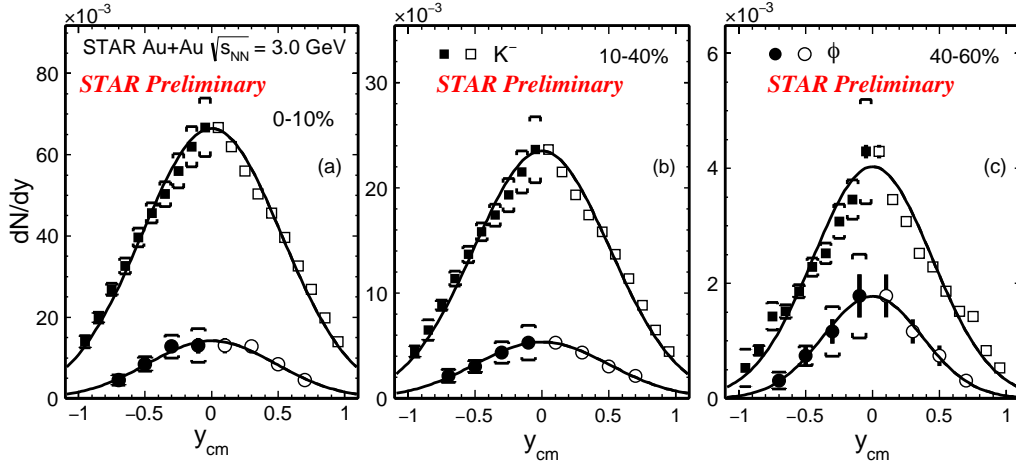 ×10⁻³ ×10⁻³ ×10⁻³
STAR Au+Au √s_NN = 3.0 GeV
STAR Preliminary
0-10%
(a)
80
60
40
20
0
dN/dy
−1 −0.5 0 0.5 1
y_cm
K⁻ 10-40%
STAR Preliminary
(b)
30
20
10
0
−1 −0.5 0 0.5 1
y_cm
ϕ 40-60%
STAR Preliminary
(c)
6
4
2
0
−1 −0.5 0 0.5 1
y_cm